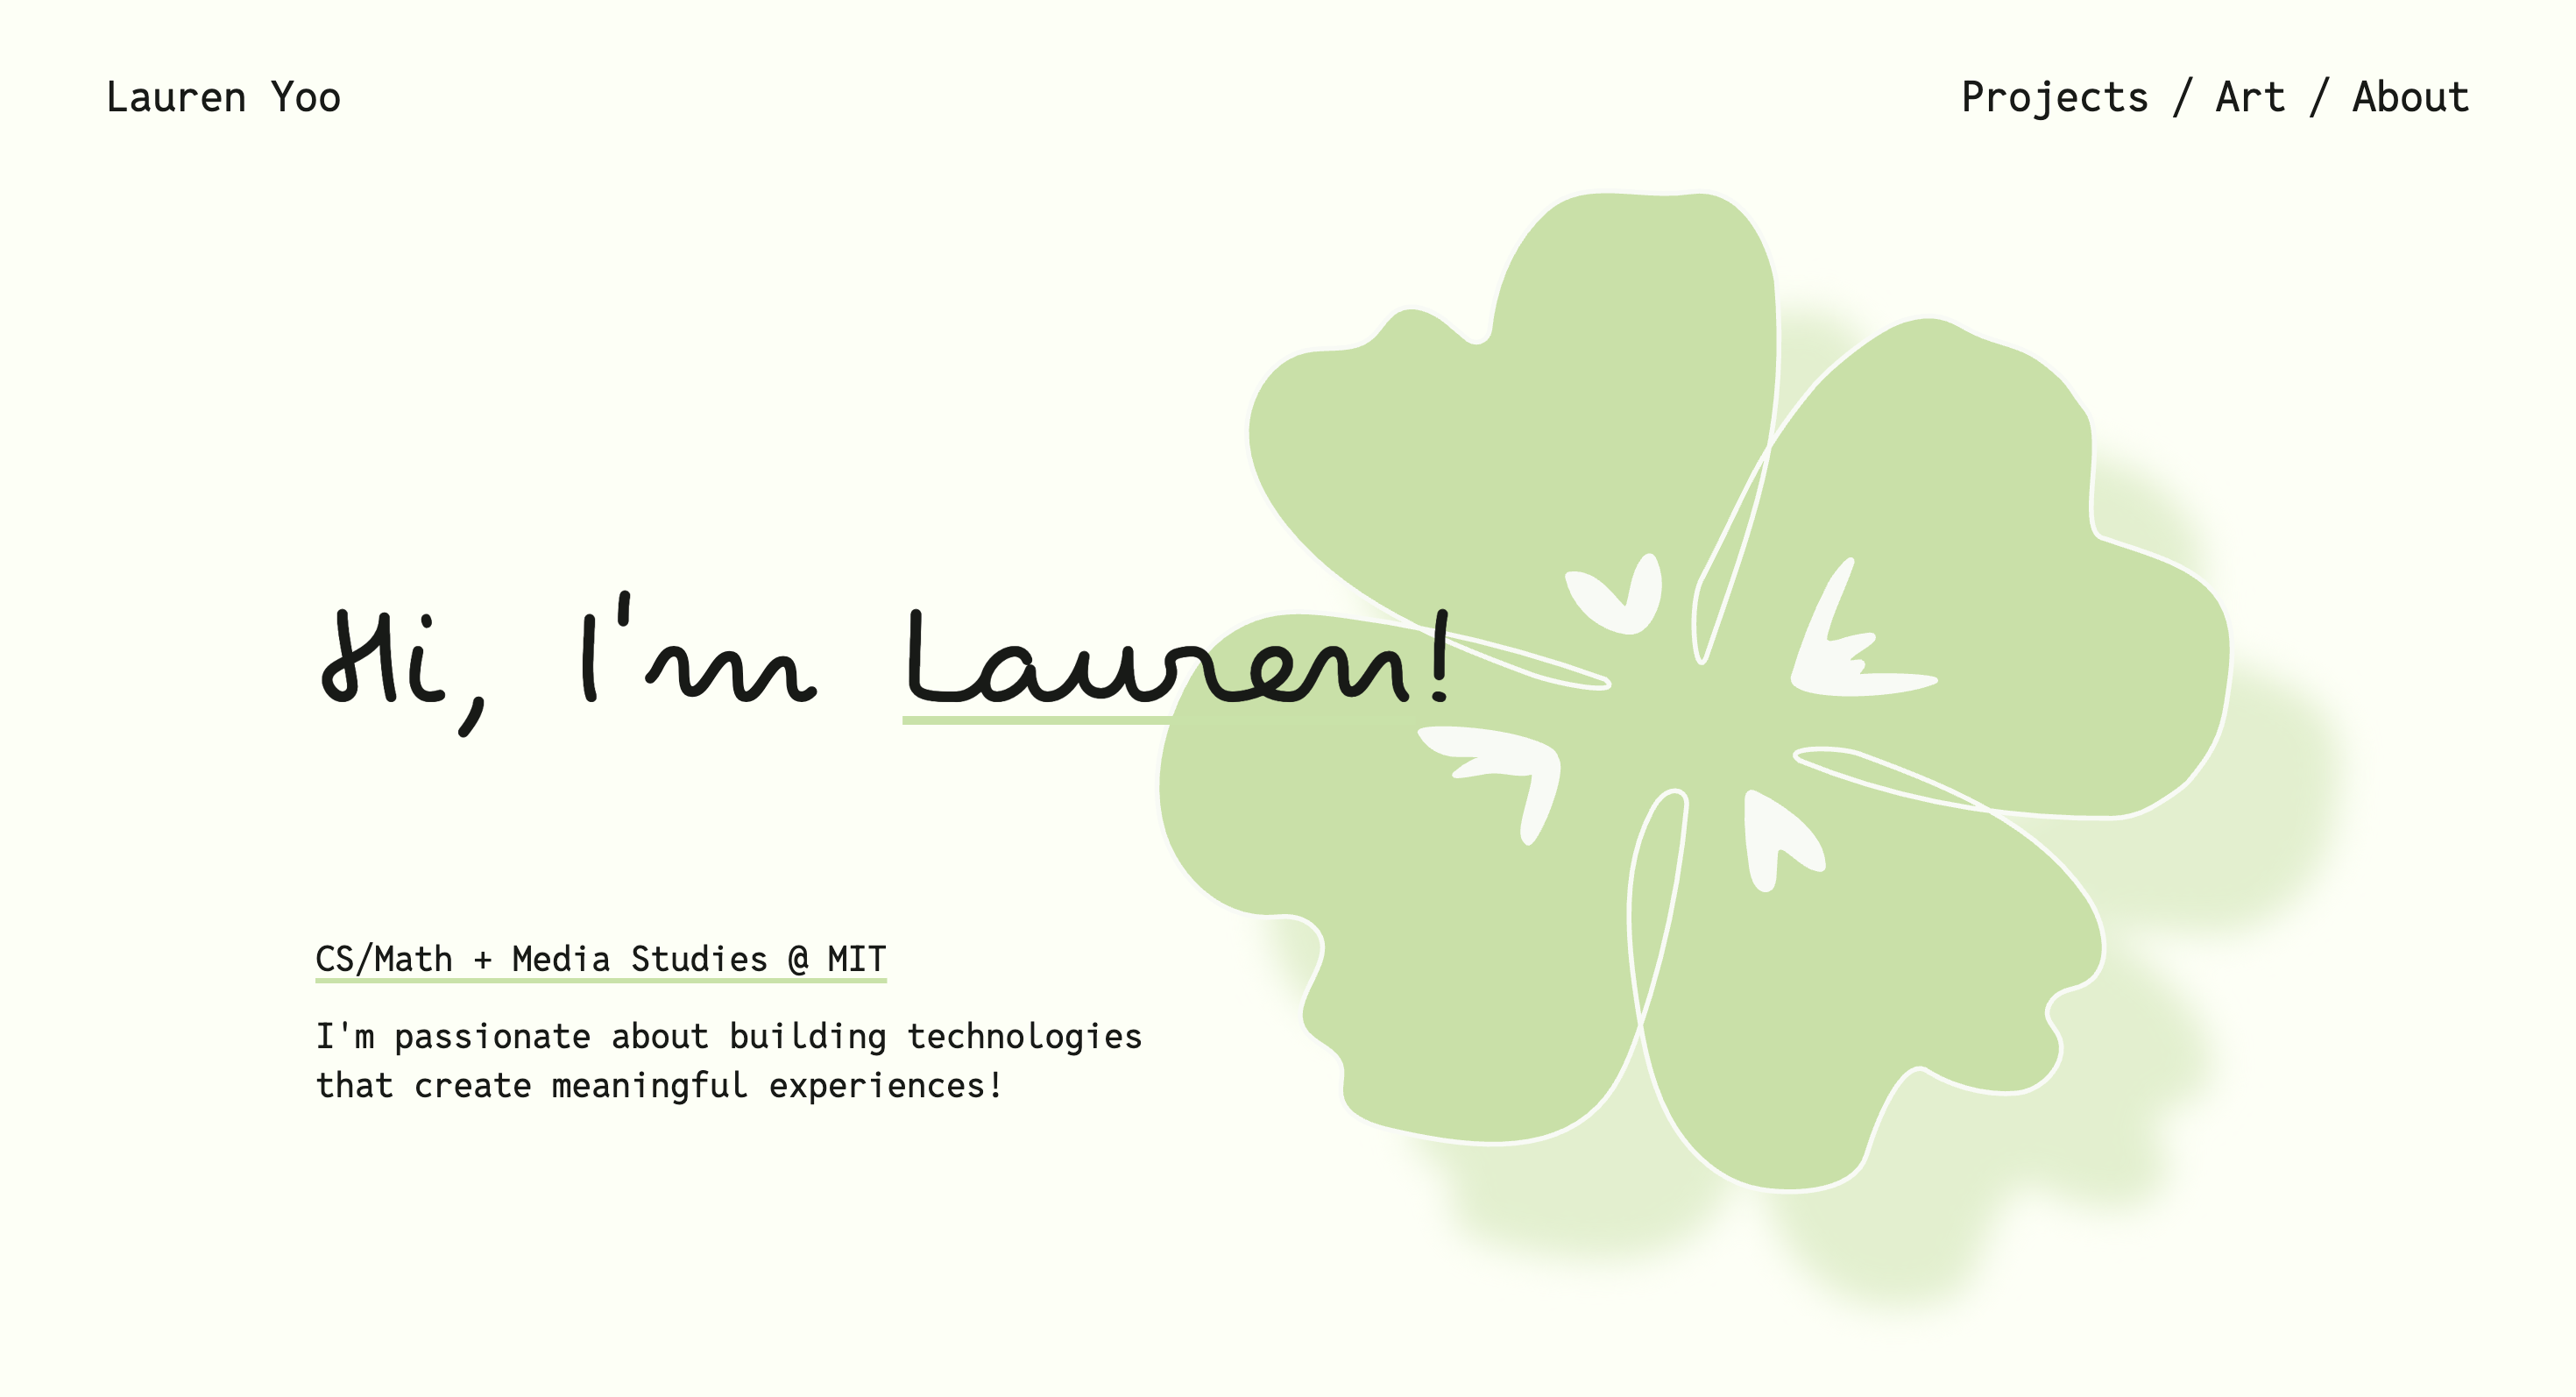 Lauren Yoo
Projects / Art / About
Hi, I'm Lauren!
CS/Math + Media Studies @ MIT
I'm passionate about building technologies
that create meaningful experiences!